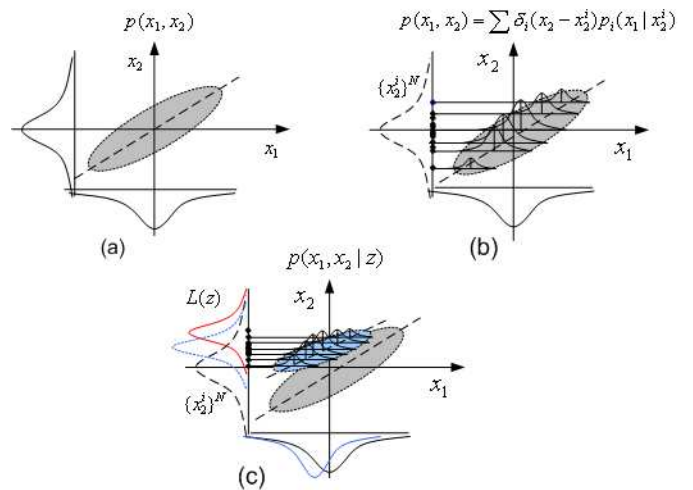 p(x₁, x₂)
x₂
x₁
(a)
p(x₁, x₂) = ∑ δᵢ(x₂ − x₂ⁱ)pᵢ(x₁ | x₂ⁱ)
x₂
{x₂ⁱ}ᴺ
x₁
(b)
p(x₁, x₂ | z)
L(z)
x₂
x₁
{x₂ⁱ}ᴺ
(c)